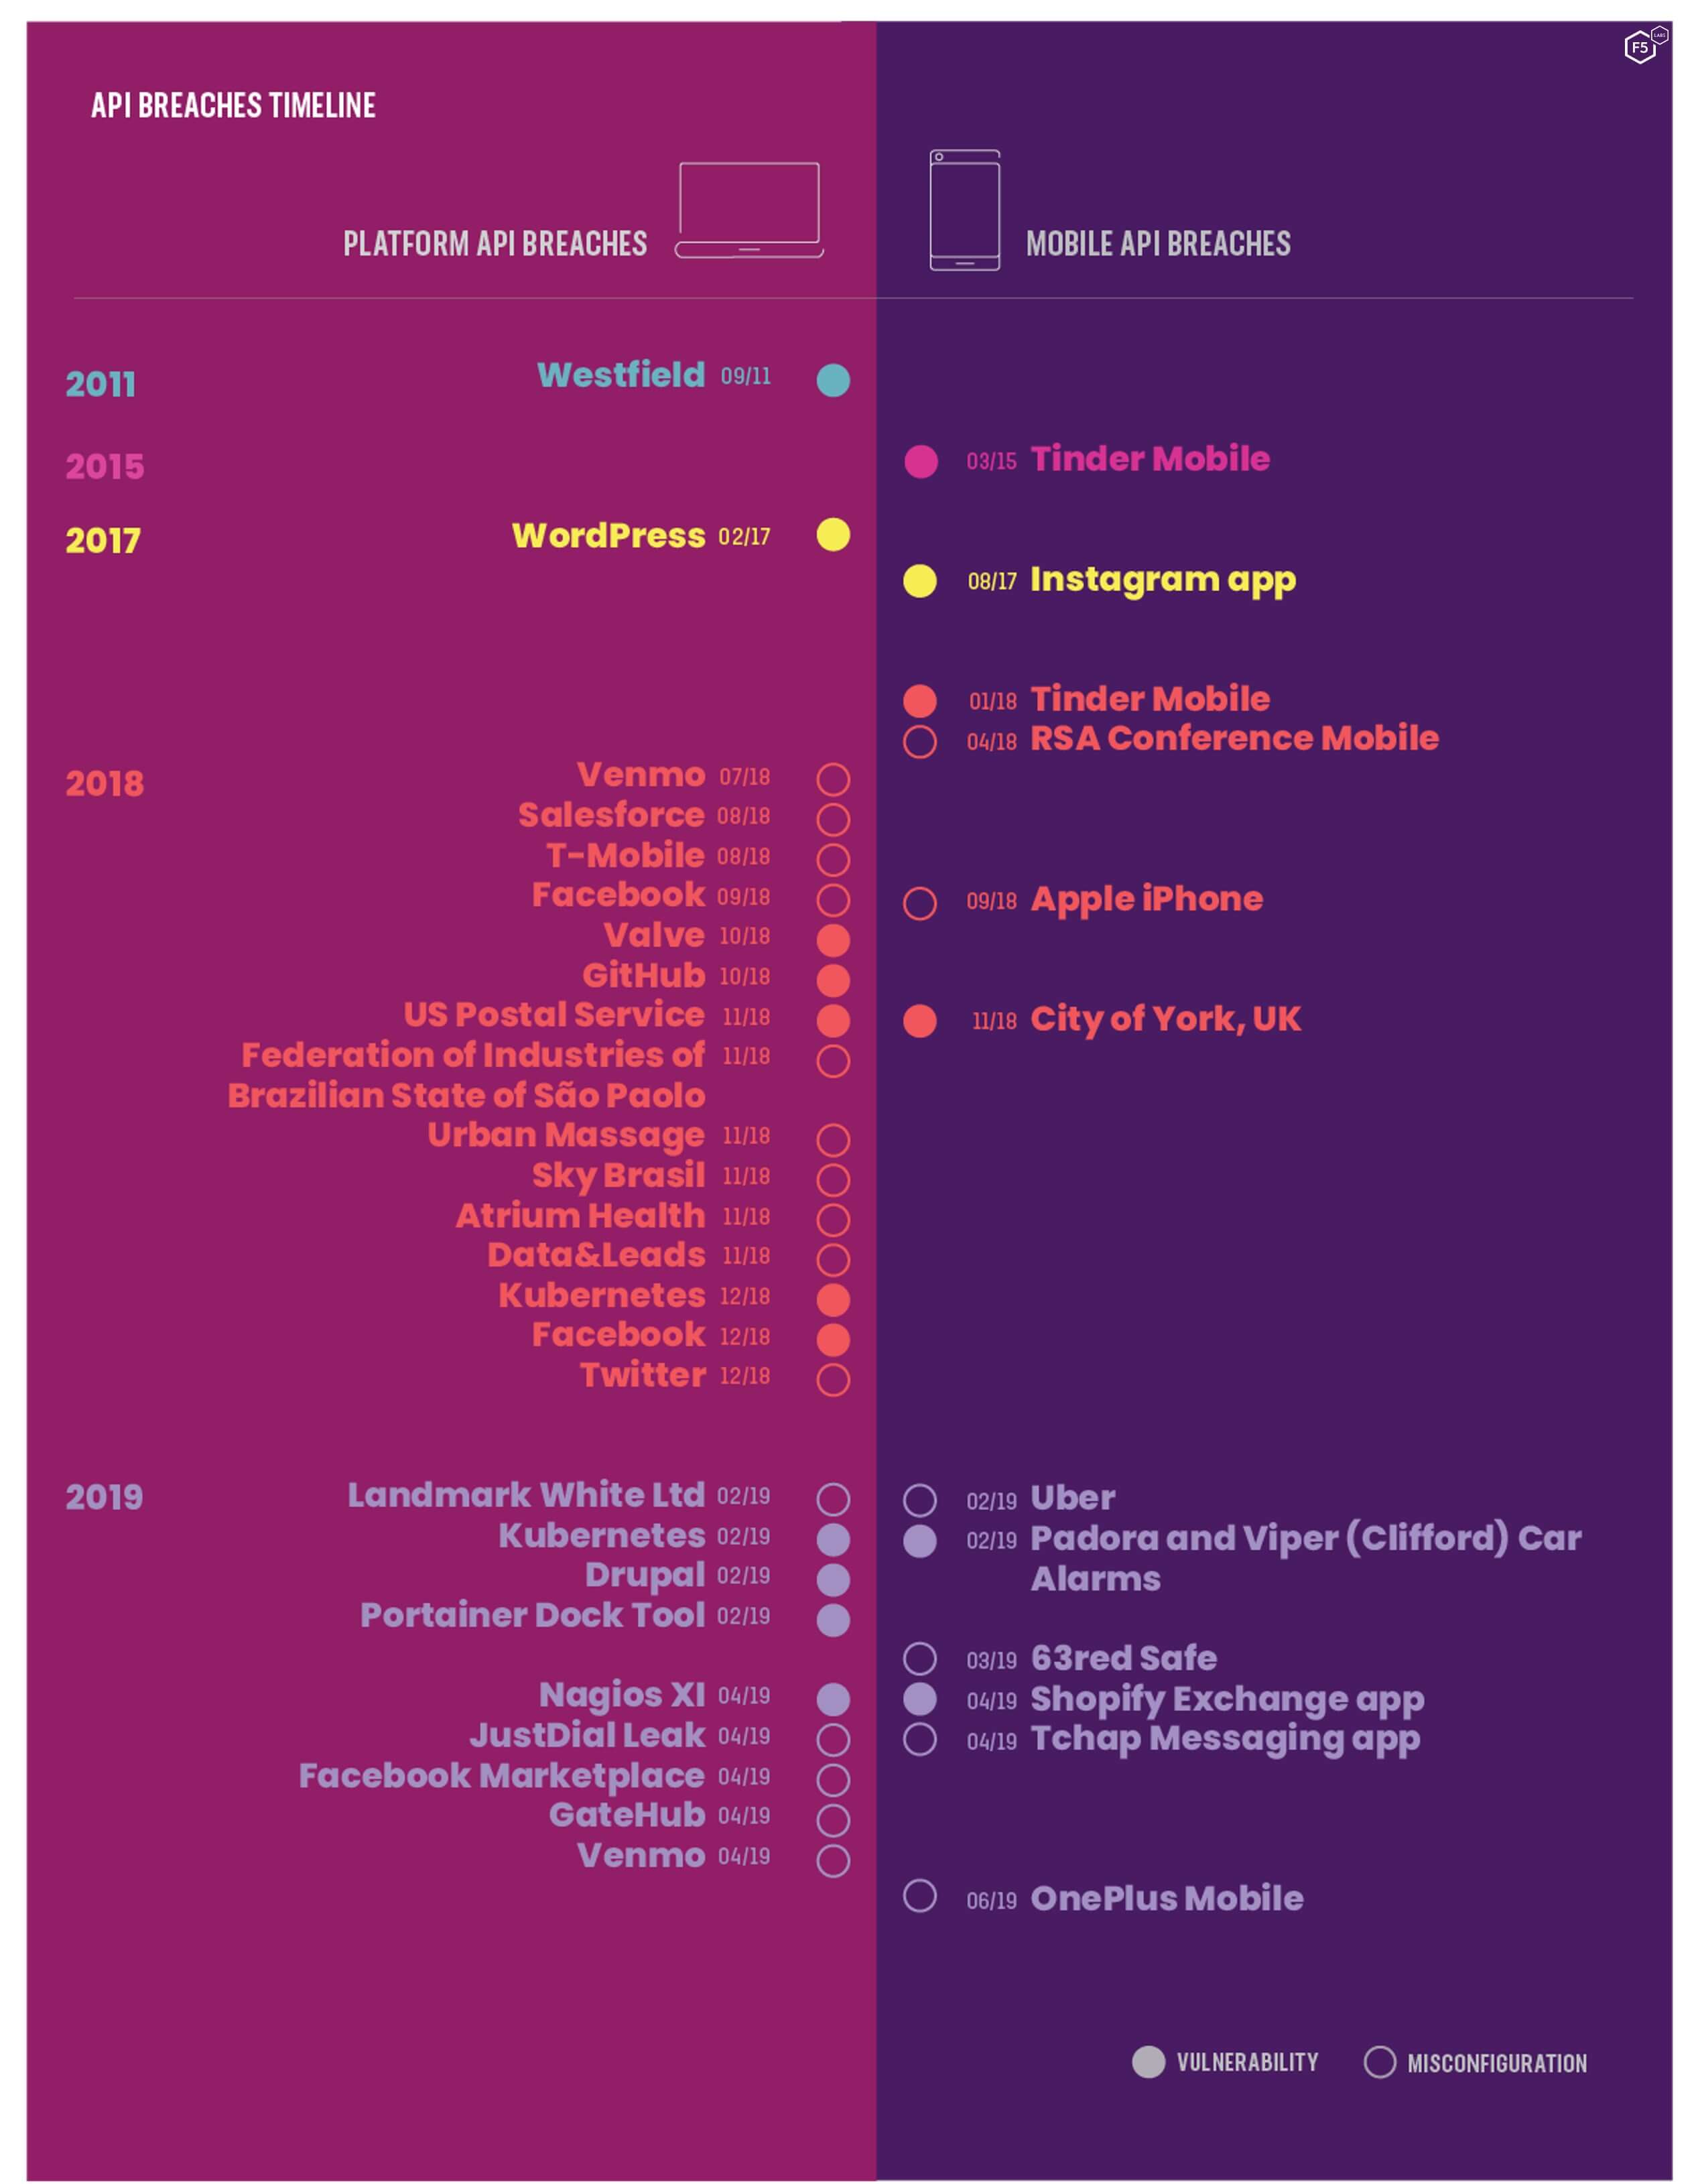 F5 LABS
API BREACHES TIMELINE
PLATFORM API BREACHES
MOBILE API BREACHES
2011
Westfield 09/11
2015
03/15 Tinder Mobile
2017
WordPress 02/17
08/17 Instagram app
01/18 Tinder Mobile
04/18 RSA Conference Mobile
2018
Venmo 07/18
Salesforce 08/18
T-Mobile 08/18
Facebook 09/18
09/18 Apple iPhone
Valve 10/18
GitHub 10/18
US Postal Service 11/18
11/18 City of York, UK
Federation of Industries of 11/18
Brazilian State of São Paolo
Urban Massage 11/18
Sky Brasil 11/18
Atrium Health 11/18
Data&Leads 11/18
Kubernetes 12/18
Facebook 12/18
Twitter 12/18
2019
Landmark White Ltd 02/19
02/19 Uber
Kubernetes 02/19
02/19 Padora and Viper (Clifford) Car
Drupal 02/19
Alarms
Portainer Dock Tool 02/19
03/19 63red Safe
Nagios XI 04/19
04/19 Shopify Exchange app
JustDial Leak 04/19
04/19 Tchap Messaging app
Facebook Marketplace 04/19
GateHub 04/19
Venmo 04/19
06/19 OnePlus Mobile
VULNERABILITY
MISCONFIGURATION